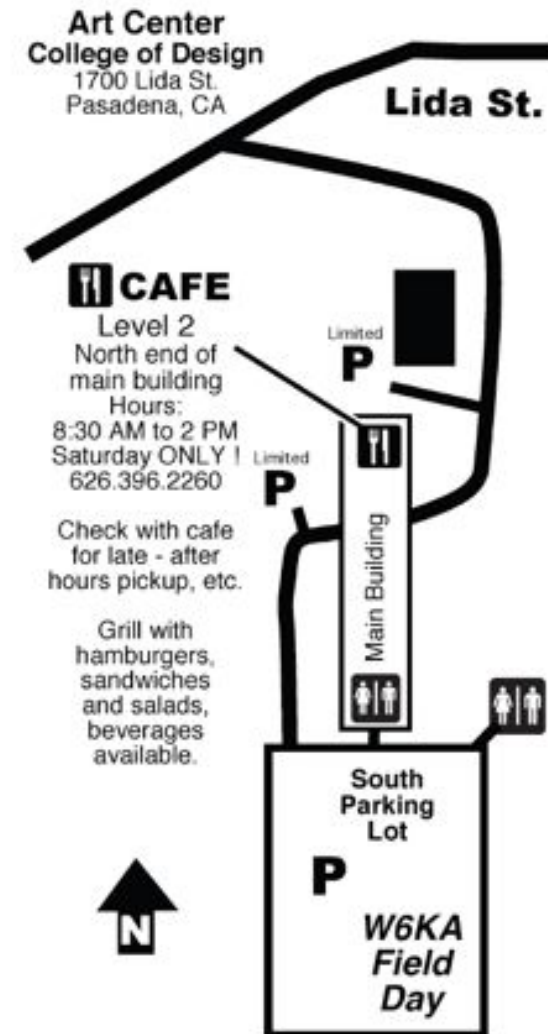 Art Center
College of Design
1700 Lida St.
Pasadena, CA
Lida St.
CAFE
Level 2
North end of
main building
Hours:
8:30 AM to 2 PM
Saturday ONLY !
626.396.2260
Check with cafe
for late - after
hours pickup, etc.
Grill with
hamburgers,
sandwiches
and salads,
beverages
available.
Limited
P
Limited
P
Main Building
South
Parking
Lot
P
W6KA
Field
Day
N